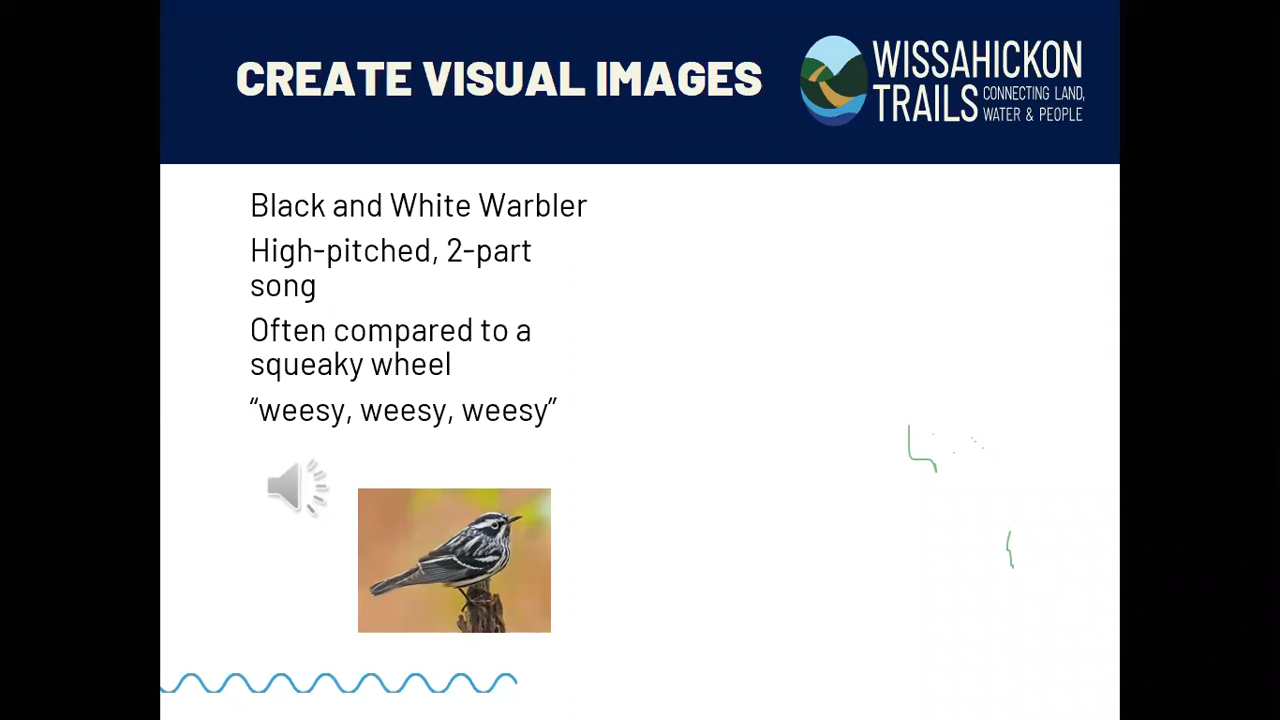 CREATE VISUAL IMAGES
WISSAHICKON
TRAILS CONNECTING LAND,
WATER & PEOPLE
Black and White Warbler
High-pitched, 2-part
song
Often compared to a
squeaky wheel
“weesy, weesy, weesy”